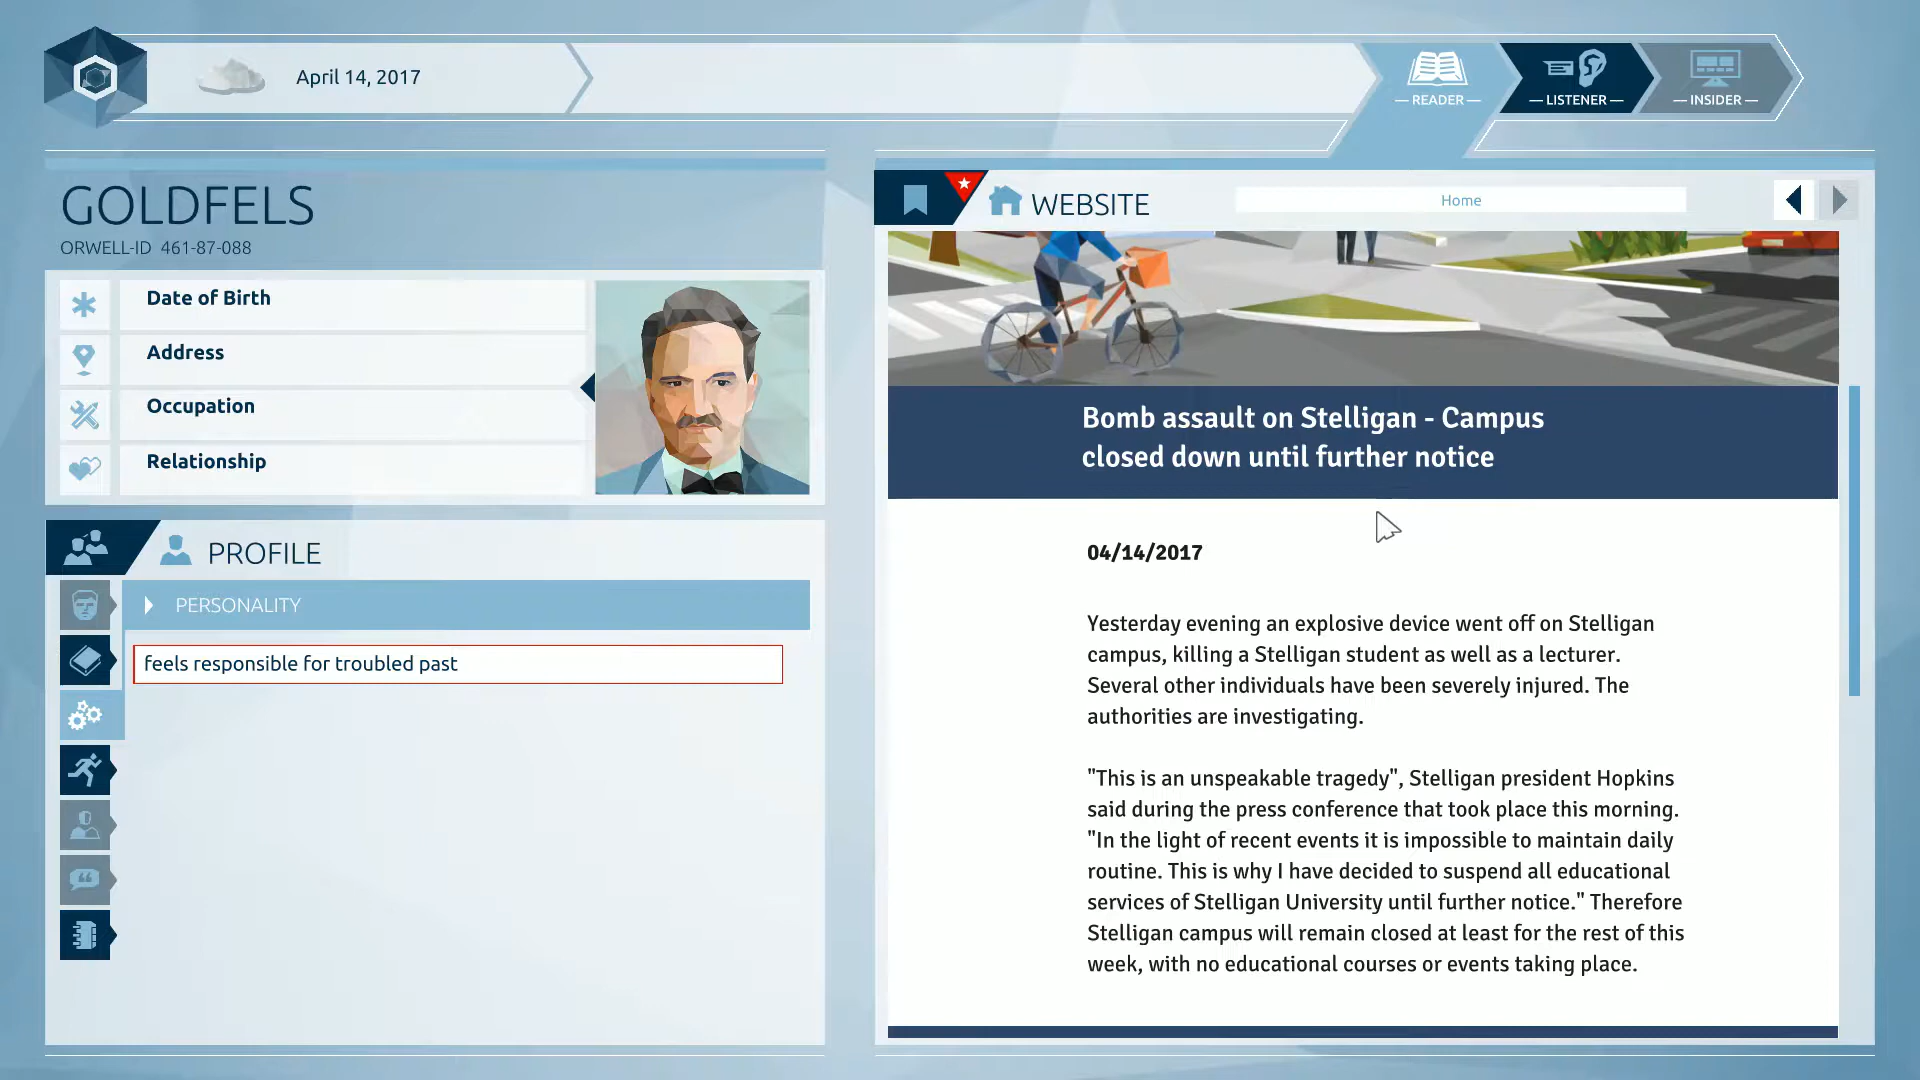 April 14, 2017
READER
LISTENER
INSIDER
GOLDFELS
ORWELL-ID 461-87-088
Date of Birth
Address
Occupation
Relationship
PROFILE
PERSONALITY
feels responsible for troubled past
WEBSITE
Home
Bomb assault on Stelligan - Campus
closed down until further notice
04/14/2017
Yesterday evening an explosive device went off on Stelligan
campus, killing a Stelligan student as well as a lecturer.
Several other individuals have been severely injured. The
authorities are investigating.
"This is an unspeakable tragedy", Stelligan president Hopkins
said during the press conference that took place this morning.
"In the light of recent events it is impossible to maintain daily
routine. This is why I have decided to suspend all educational
services of Stelligan University until further notice." Therefore
Stelligan campus will remain closed at least for the rest of this
week, with no educational courses or events taking place.